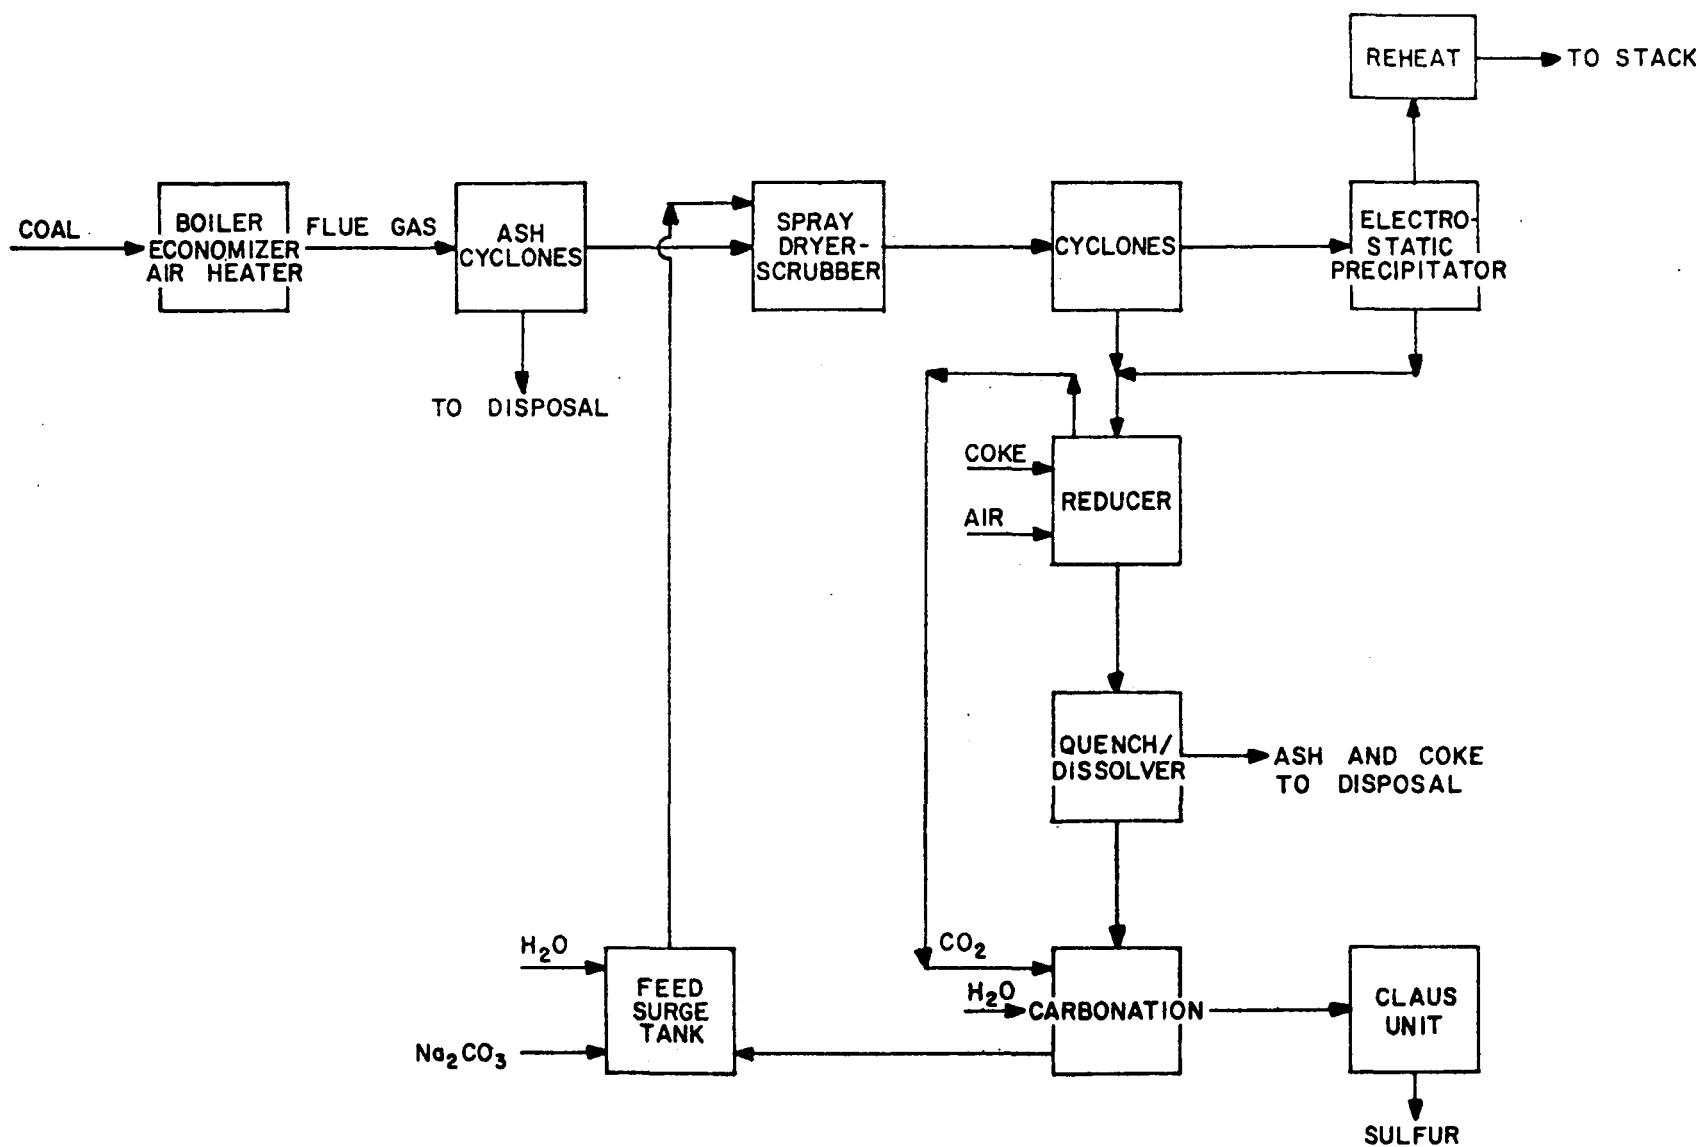 REHEAT
TO STACK
COAL
BOILER
ECONOMIZER
AIR HEATER
FLUE GAS
ASH
CYCLONES
SPRAY
DRYER-
SCRUBBER
CYCLONES
ELECTRO-
STATIC
PRECIPITATOR
TO DISPOSAL
COKE
AIR
REDUCER
QUENCH/
DISSOLVER
ASH AND COKE
TO DISPOSAL
H₂O
Na₂CO₃
FEED
SURGE
TANK
CO₂
H₂O
CARBONATION
CLAUS
UNIT
SULFUR